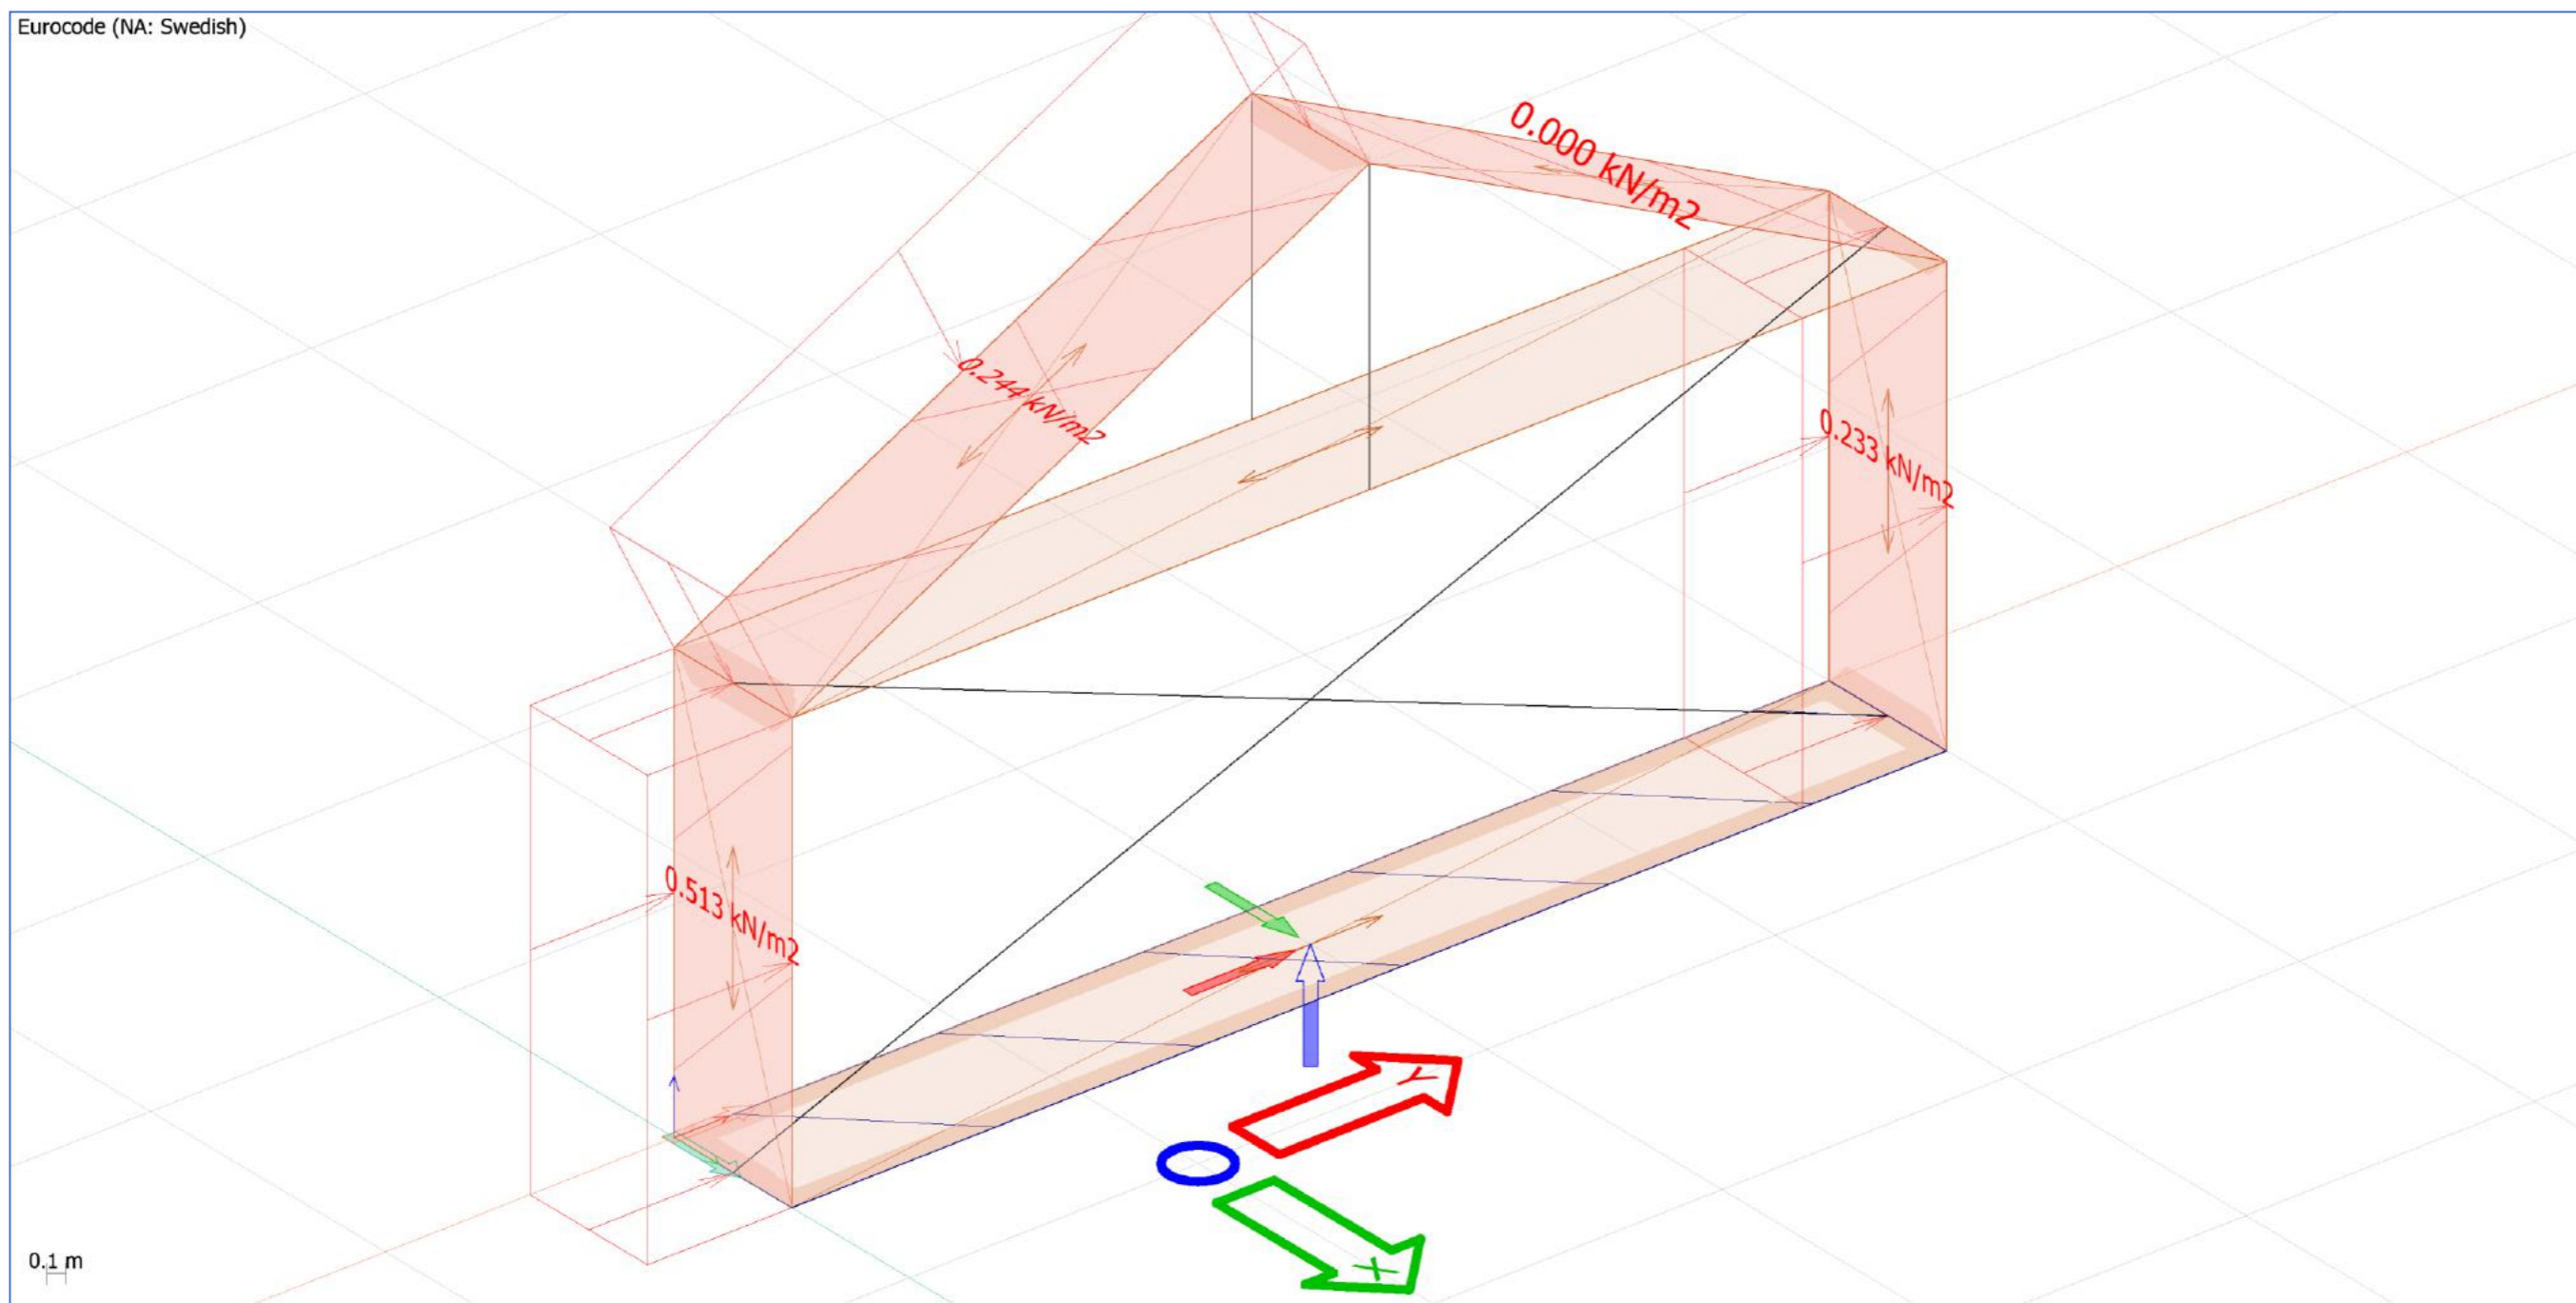 Eurocode (NA: Swedish)
0.000 kN/m2
0.244 kN/m2
0.233 kN/m2
0.513 kN/m2
Y
X
0.1 m